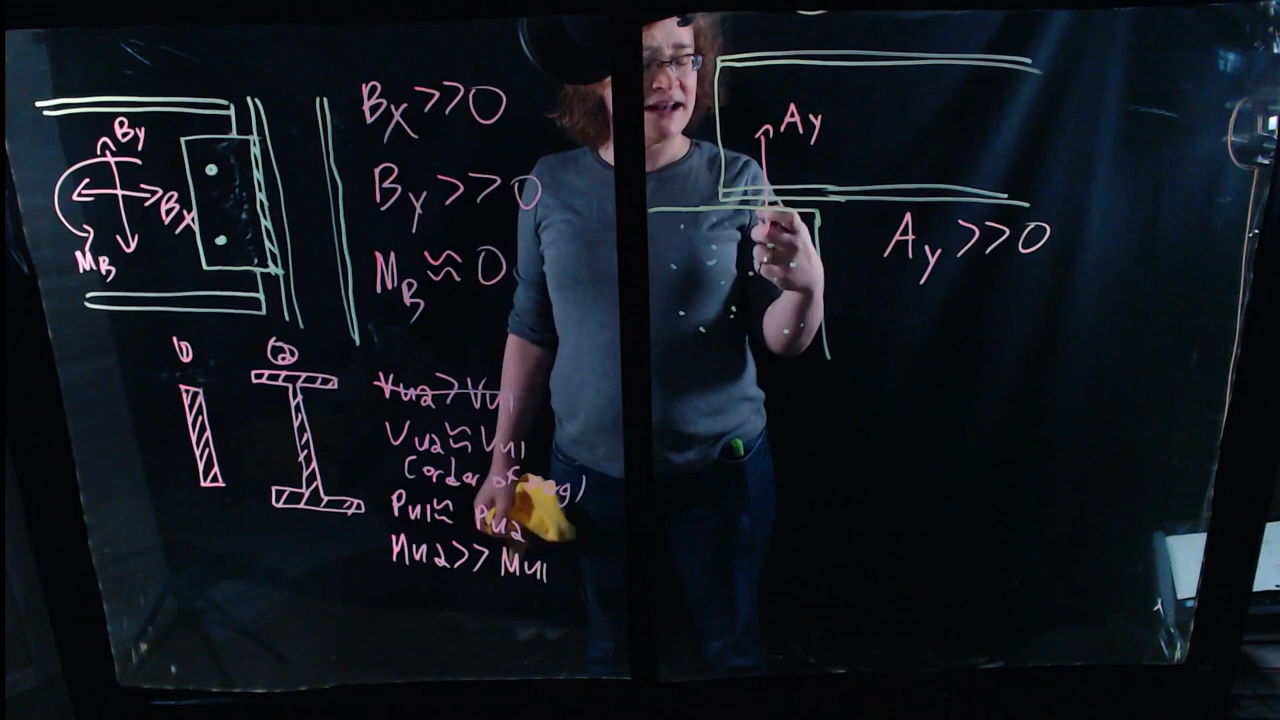 By
Bx
MB
Bx >> 0
By >> 0
MB ≈ 0
Ay
Ay >> 0
1
2
Vu2 > Vu1
Vu2 ≈ Vu1
(order of mag)
Pu1 ≈ Pu2
Mu2 >> Mu1